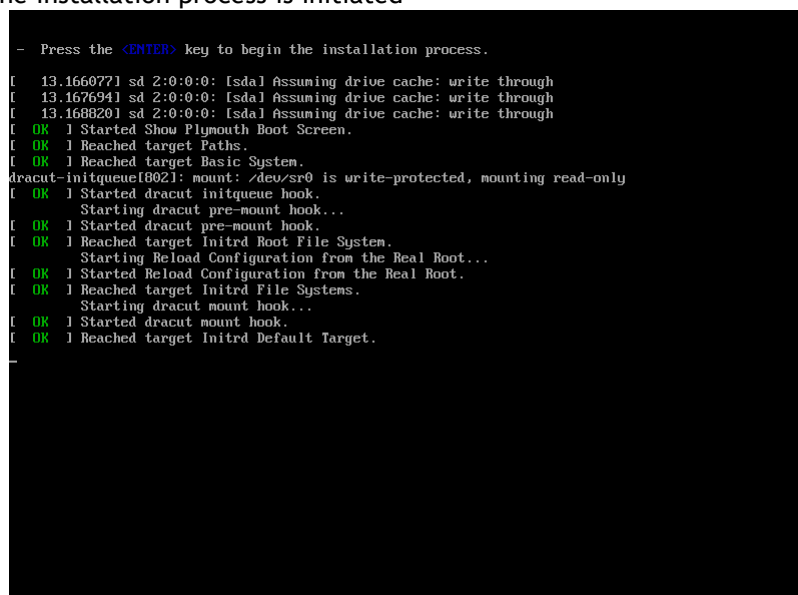 he installation process is initiated
-  Press the <ENTER> key to begin the installation process.
[   13.166077] sd 2:0:0:0: [sda] Assuming drive cache: write through
[   13.167694] sd 2:0:0:0: [sda] Assuming drive cache: write through
[   13.168820] sd 2:0:0:0: [sda] Assuming drive cache: write through
[  OK  ] Started Show Plymouth Boot Screen.
[  OK  ] Reached target Paths.
[  OK  ] Reached target Basic System.
dracut-initqueue[802]: mount: /dev/sr0 is write-protected, mounting read-only
[  OK  ] Started dracut initqueue hook.
         Starting dracut pre-mount hook...
[  OK  ] Started dracut pre-mount hook.
[  OK  ] Reached target Initrd Root File System.
         Starting Reload Configuration from the Real Root...
[  OK  ] Started Reload Configuration from the Real Root.
[  OK  ] Reached target Initrd File Systems.
         Starting dracut mount hook...
[  OK  ] Started dracut mount hook.
[  OK  ] Reached target Initrd Default Target.